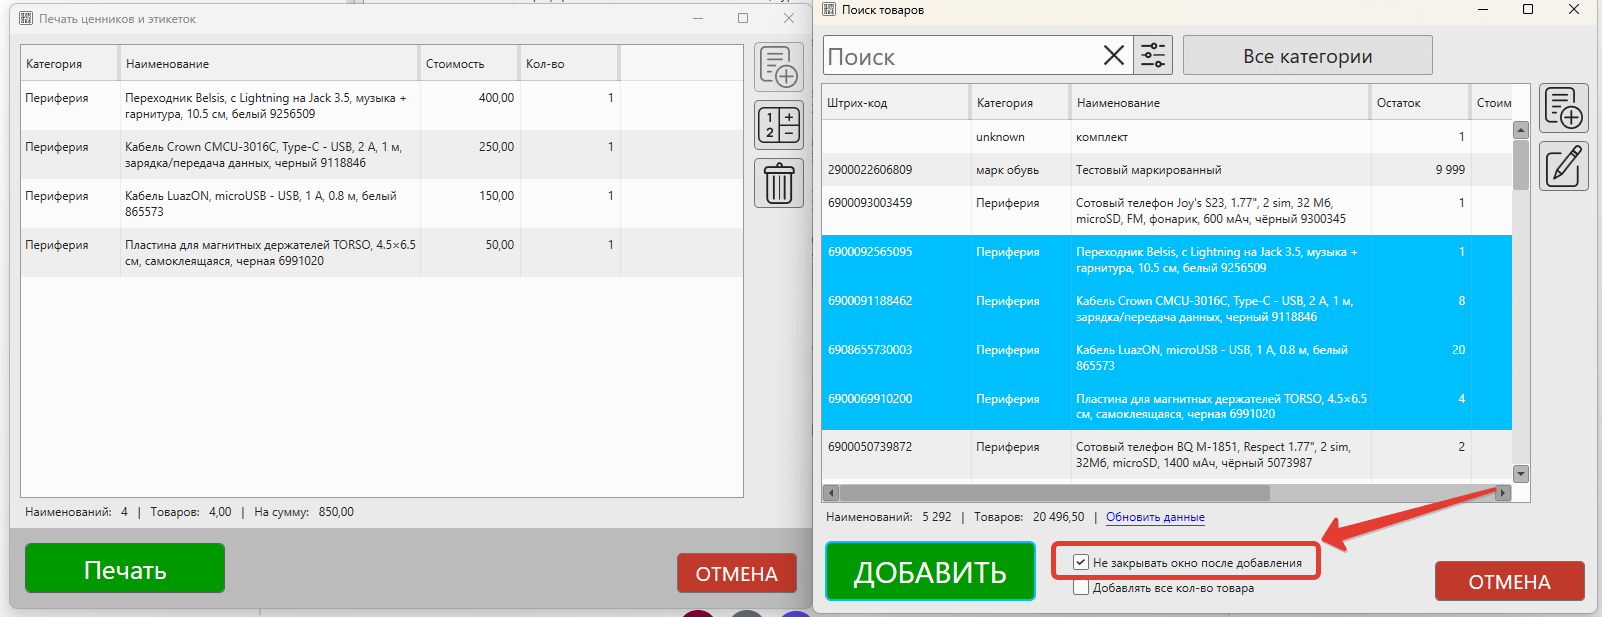 Печать ценников и этикеток
Категория Наименование Стоимость Кол-во
Периферия Переходник Belsis, с Lightning на Jack 3.5, музыка + 400,00 1
гарнитура, 10.5 см, белый 9256509
Периферия Кабель Crown CMCU-3016C, Type-C - USB, 2 А, 1 м, 250,00 1
зарядка/передача данных, черный 9118846
Периферия Кабель LuazON, microUSB - USB, 1 А, 0.8 м, белый 150,00 1
865573
Периферия Пластина для магнитных держателей TORSO, 4.5×6.5 50,00 1
см, самоклеящаяся, черная 6991020
1 + 2 −
Наименований: 4 | Товаров: 4,00 | На сумму: 850,00
Печать
ОТМЕНА
Поиск товаров
Поиск
Все категории
Штрих-код Категория Наименование Остаток Стоим
unknown комплект 1
2900022606809 марк обувь Тестовый маркированный 9 999
6900093003459 Периферия Сотовый телефон Joy's S23, 1.77", 2 sim, 32 Мб, 1
microSD, FM, фонарик, 600 мАч, чёрный 9300345
6900092565095 Периферия Переходник Belsis, с Lightning на Jack 3.5, музыка + 1
гарнитура, 10.5 см, белый 9256509
6900091188462 Периферия Кабель Crown CMCU-3016C, Type-C - USB, 2 А, 1 м, 8
зарядка/передача данных, черный 9118846
6908655730003 Периферия Кабель LuazON, microUSB - USB, 1 А, 0.8 м, белый 20
865573
6900069910200 Периферия Пластина для магнитных держателей TORSO, 4.5×6.5 4
см, самоклеящаяся, черная 6991020
6900050739872 Периферия Сотовый телефон BQ M-1851, Respect 1.77", 2 sim, 2
32Мб, microSD, 1400 мАч, чёрный 5073987
Наименований: 5 292 | Товаров: 20 496,50 | Обновить данные
ДОБАВИТЬ
Не закрывать окно после добавления
Добавлять все кол-во товара
ОТМЕНА